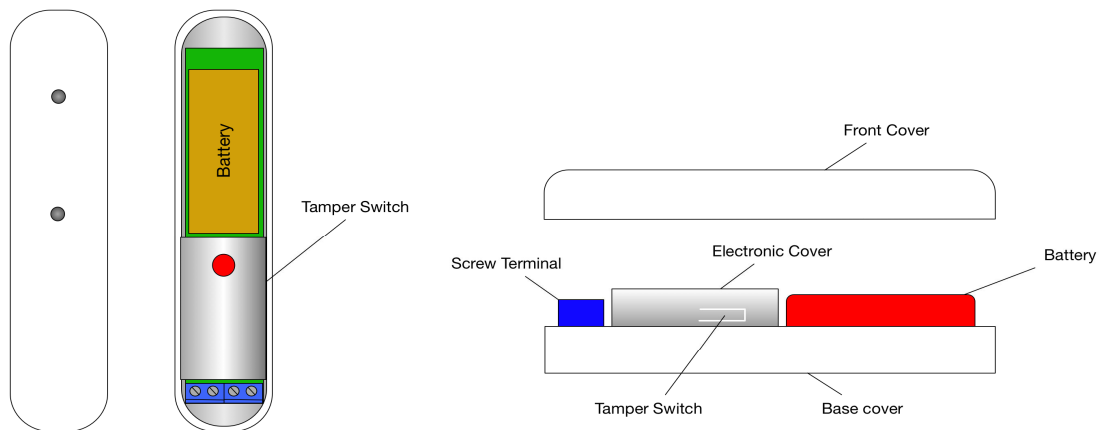 Battery
Tamper Switch
Front Cover
Electronic Cover
Screw Terminal
Battery
Tamper Switch
Base cover